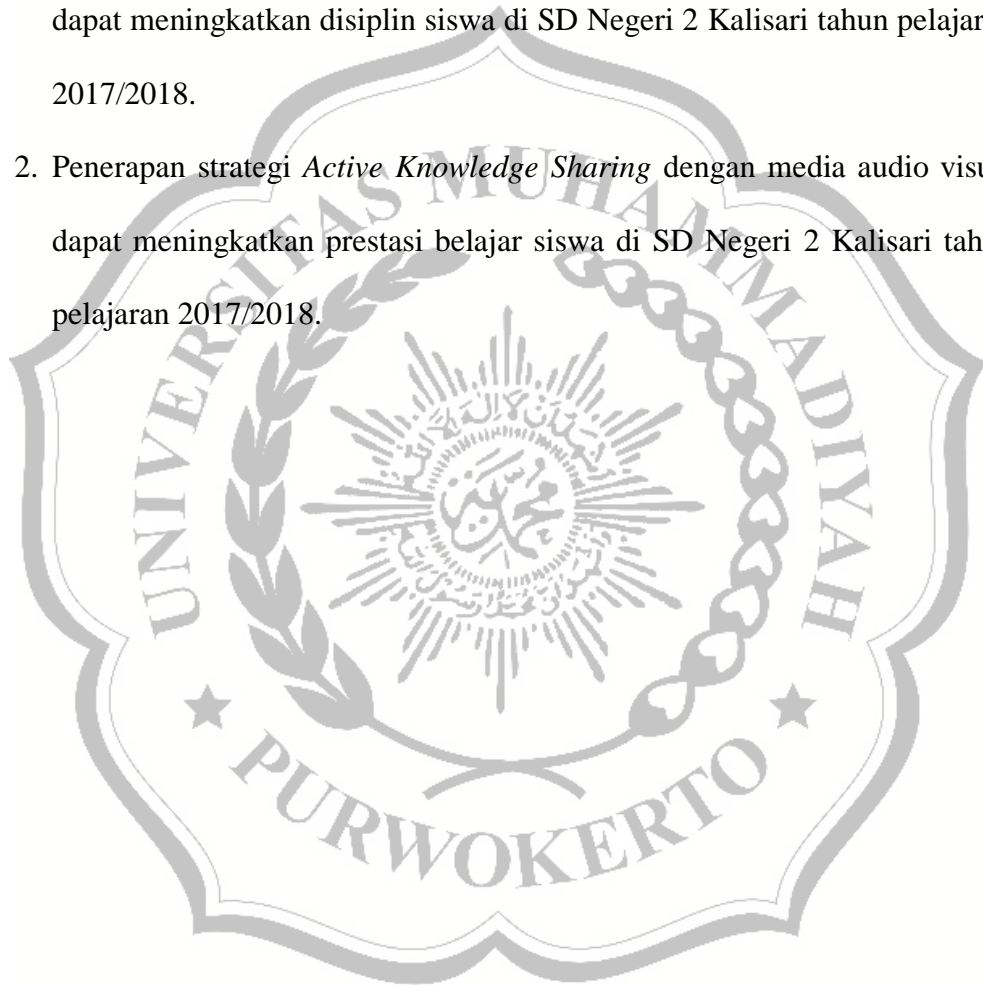 dapat meningkatkan disiplin siswa di SD Negeri 2 Kalisari tahun pelajar
2017/2018.
2. Penerapan strategi Active Knowledge Sharing dengan media audio visu
dapat meningkatkan prestasi belajar siswa di SD Negeri 2 Kalisari tah
pelajaran 2017/2018.
UNIVERSITAS MUHAMMADIYAH
PURWOKERTO